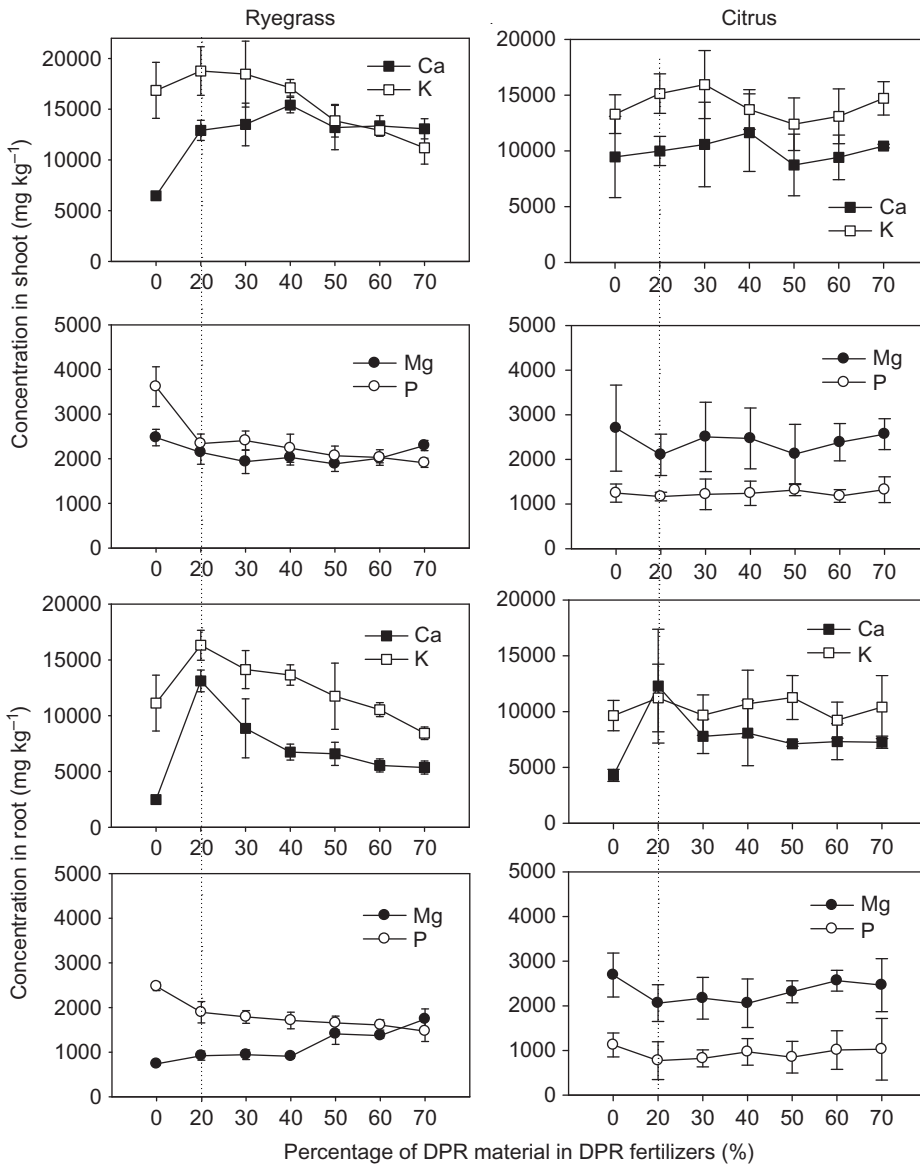 Ryegrass
Citrus
Concentration in shoot (mg kg⁻¹)
Concentration in root (mg kg⁻¹)
20000
15000
10000
5000
0
Ca
K
0 20 30 40 50 60 70
20000
15000
10000
5000
0
Ca
K
0 20 30 40 50 60 70
5000
4000
3000
2000
1000
0
Mg
P
0 20 30 40 50 60 70
5000
4000
3000
2000
1000
0
Mg
P
0 20 30 40 50 60 70
20000
15000
10000
5000
0
Ca
K
0 20 30 40 50 60 70
20000
15000
10000
5000
0
Ca
K
0 20 30 40 50 60 70
5000
4000
3000
2000
1000
0
Mg
P
0 20 30 40 50 60 70
5000
4000
3000
2000
1000
0
Mg
P
0 20 30 40 50 60 70
Percentage of DPR material in DPR fertilizers (%)